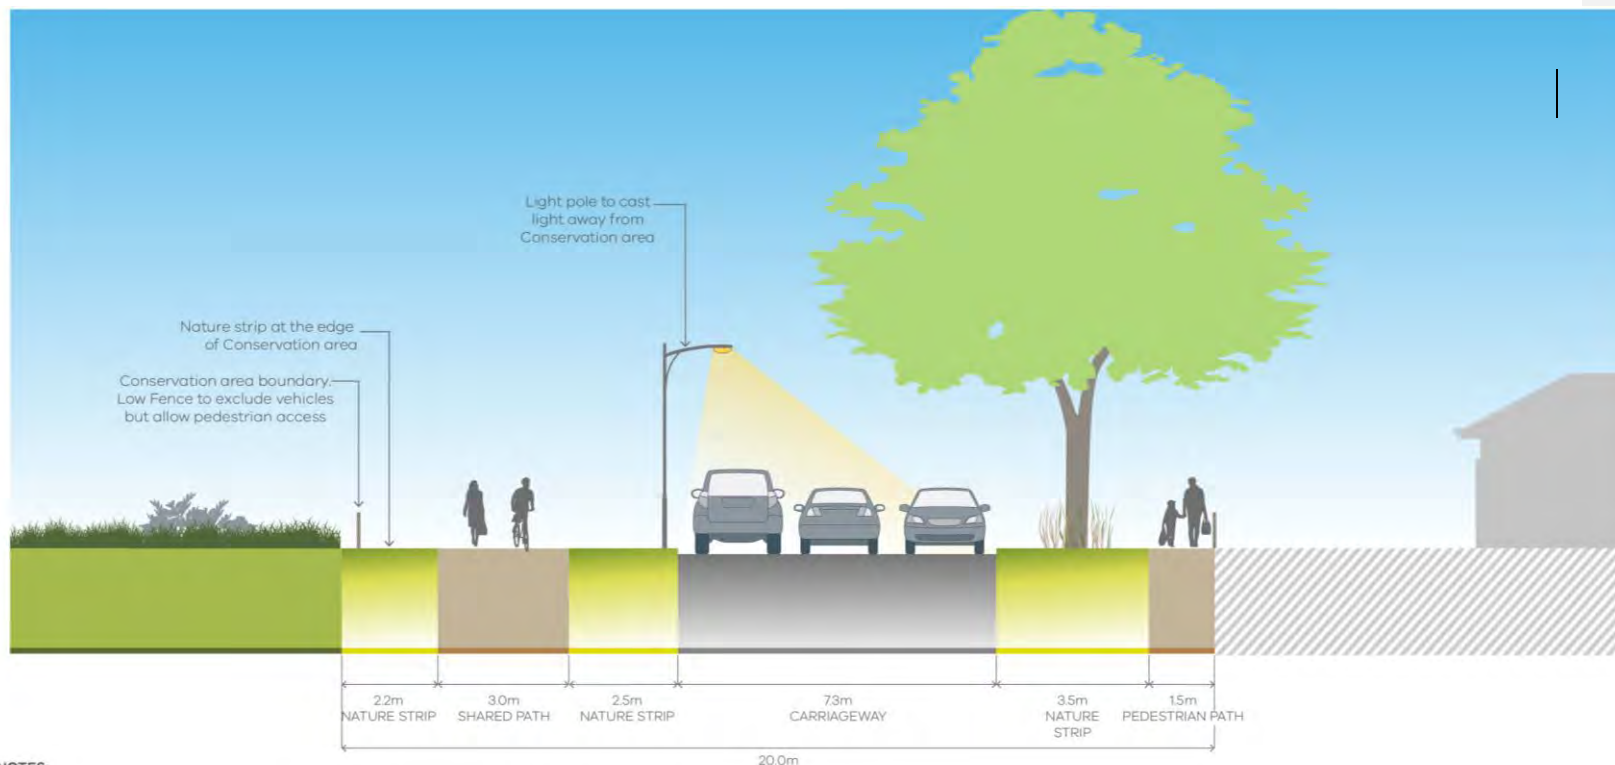 Light pole to cast
light away from
Conservation area
Nature strip at the edge
of Conservation area
Conservation area boundary.
Low Fence to exclude vehicles
but allow pedestrian access
2.2m
NATURE STRIP
3.0m
SHARED PATH
2.5m
NATURE STRIP
7.3m
CARRIAGEWAY
3.5m
NATURE
STRIP
1.5m
PEDESTRIAN PATH
20.0m